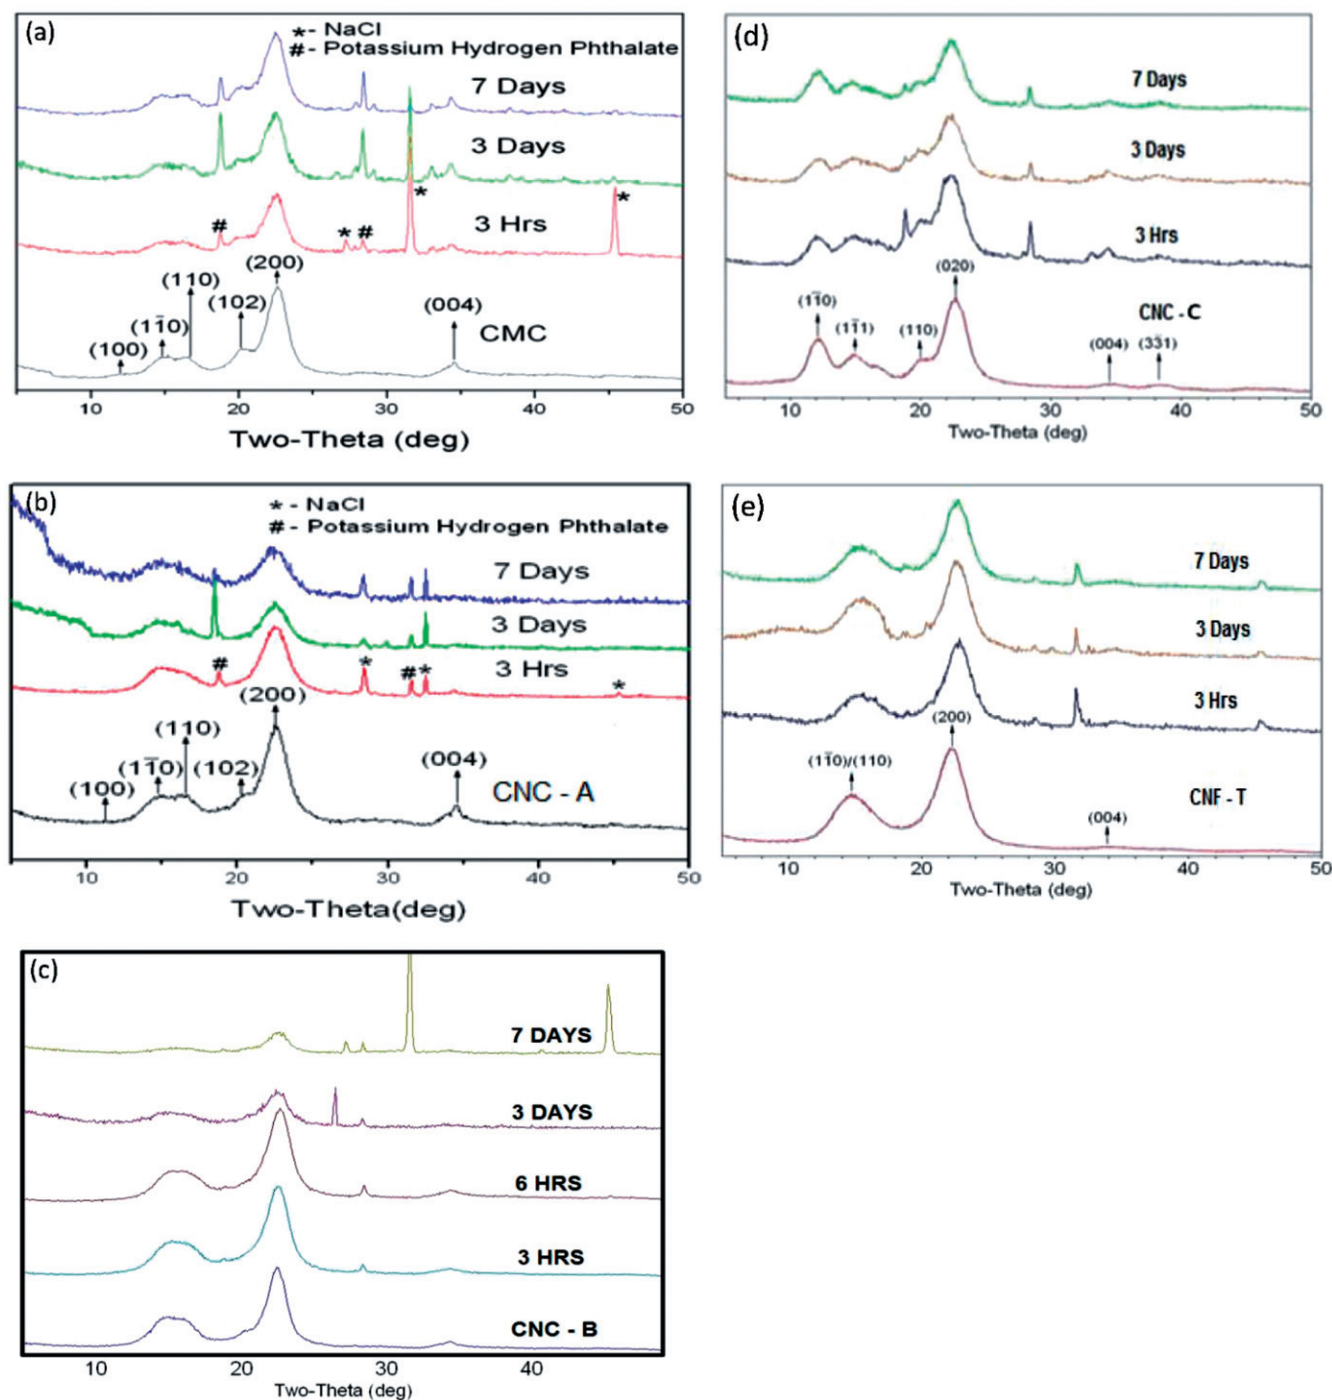 (a)
*- NaCl
#- Potassium Hydrogen Phthalate
7 Days
3 Days
*
*
3 Hrs
#
*
#
(200)
(110)
(102)
(004)
(11̅0)
(100)
CMC
10 20 30 40 50
Two-Theta (deg)
(d)
7 Days
3 Days
3 Hrs
(020)
CNC - C
(11̅0)
(11̅1)
(110)
(004)
(33̅1)
10 20 30 40 50
Two-Theta (deg)
(b)
* - NaCl
#- Potassium Hydrogen Phthalate
7 Days
3 Days
3 Hrs
#
*
#
*
*
(200)
(110)
(11̅0)
(102)
(004)
(100)
CNC - A
10 20 30 40 50
Two-Theta(deg)
(e)
7 Days
3 Days
3 Hrs
(200)
(11̅0)/(110)
CNF - T
(004)
10 20 30 40 50
Two-Theta (deg)
(c)
7 DAYS
3 DAYS
6 HRS
3 HRS
CNC - B
10 20 30 40
Two-Theta (deg)